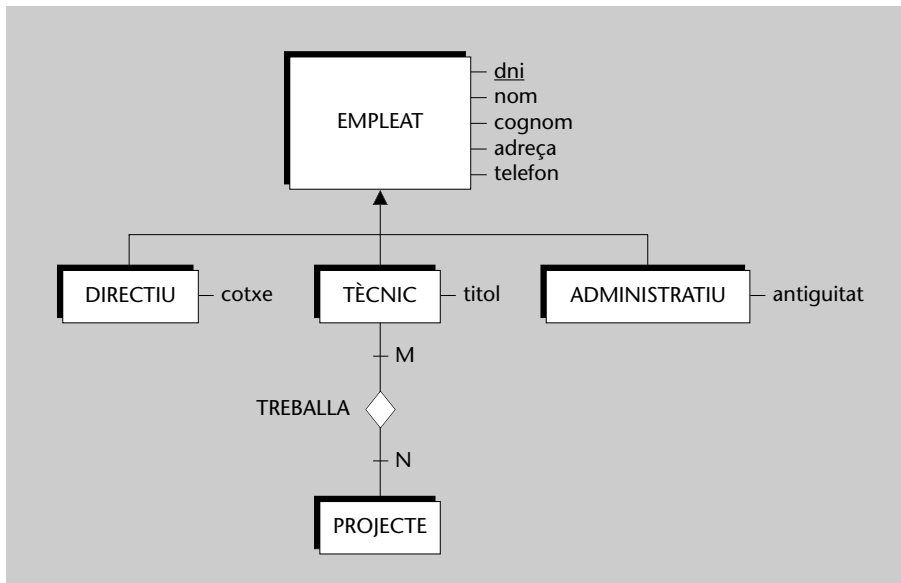 dni
nom
EMPLEAT
cognom
adreça
telefon
DIRECTIU
cotxe
TÈCNIC
titol
ADMINISTRATIU
antiguitat
M
TREBALLA
N
PROJECTE